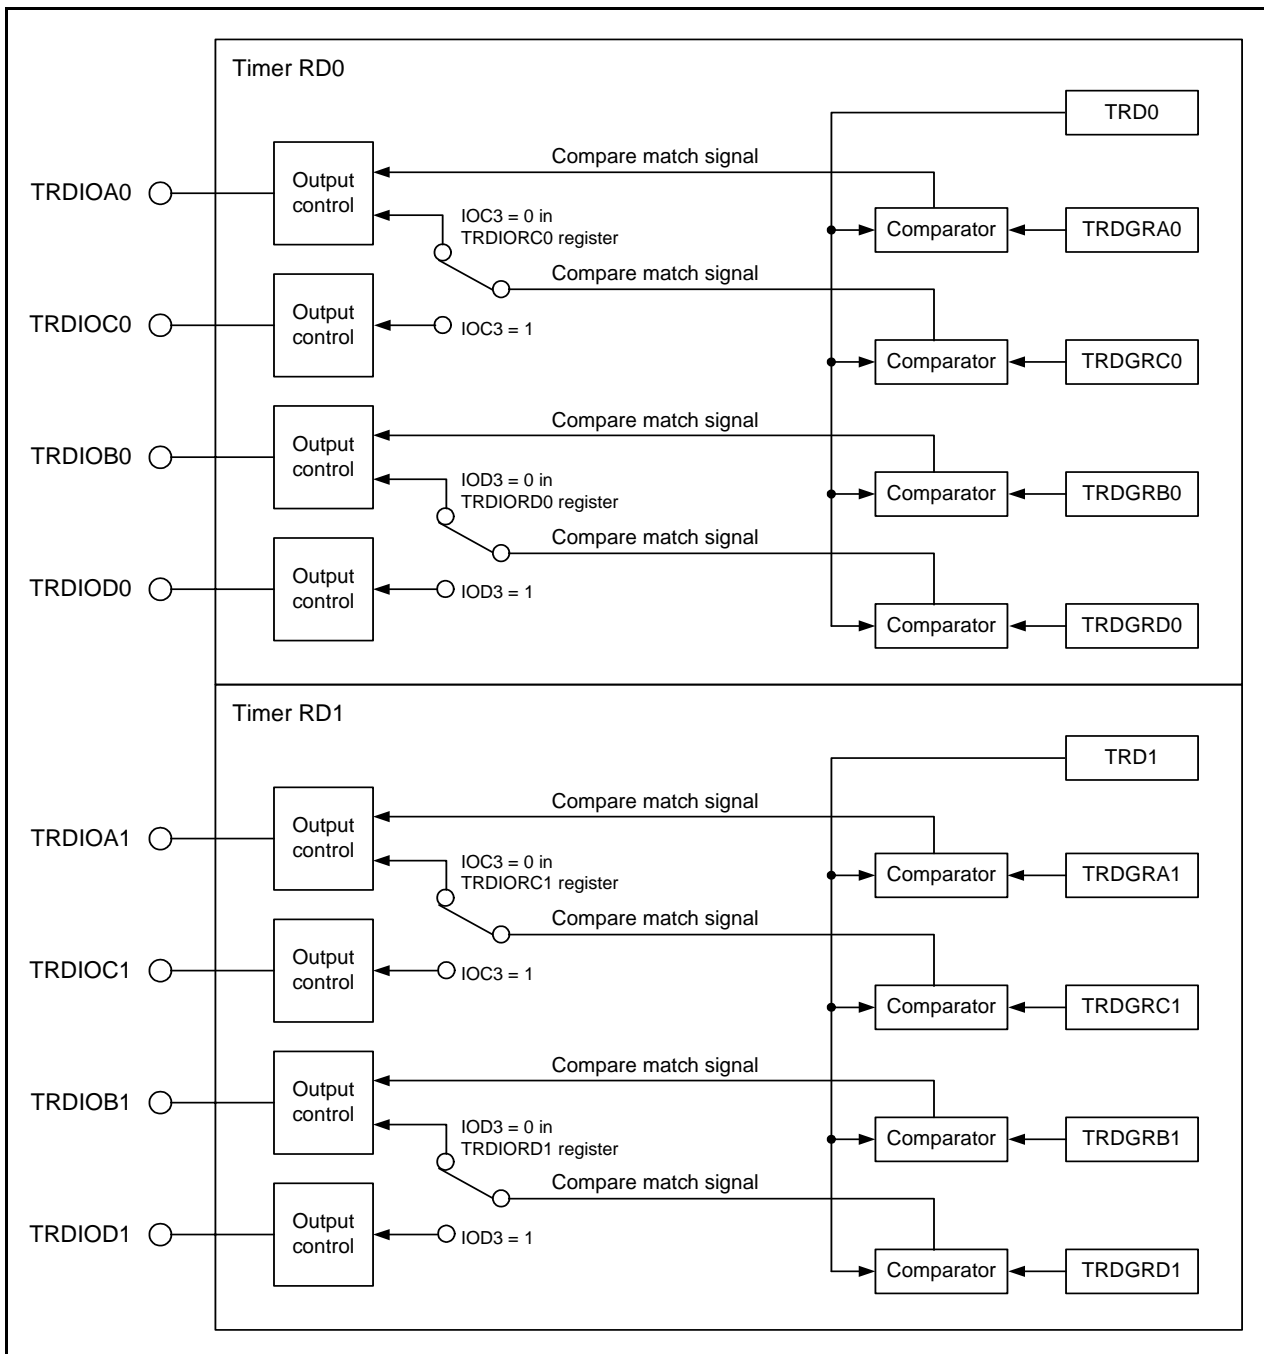 Timer RD0
TRD0
Compare match signal
Output
control
TRDIOA0
IOC3 = 0 in
TRDIORC0 register
Comparator
TRDGRA0
Compare match signal
TRDIOC0
Output
control
IOC3 = 1
Comparator
TRDGRC0
Compare match signal
Output
control
TRDIOB0
IOD3 = 0 in
TRDIORD0 register
Comparator
TRDGRB0
Compare match signal
TRDIOD0
Output
control
IOD3 = 1
Comparator
TRDGRD0
Timer RD1
TRD1
Compare match signal
Output
control
TRDIOA1
IOC3 = 0 in
TRDIORC1 register
Comparator
TRDGRA1
Compare match signal
TRDIOC1
Output
control
IOC3 = 1
Comparator
TRDGRC1
Compare match signal
Output
control
TRDIOB1
IOD3 = 0 in
TRDIORD1 register
Comparator
TRDGRB1
Compare match signal
TRDIOD1
Output
control
IOD3 = 1
Comparator
TRDGRD1